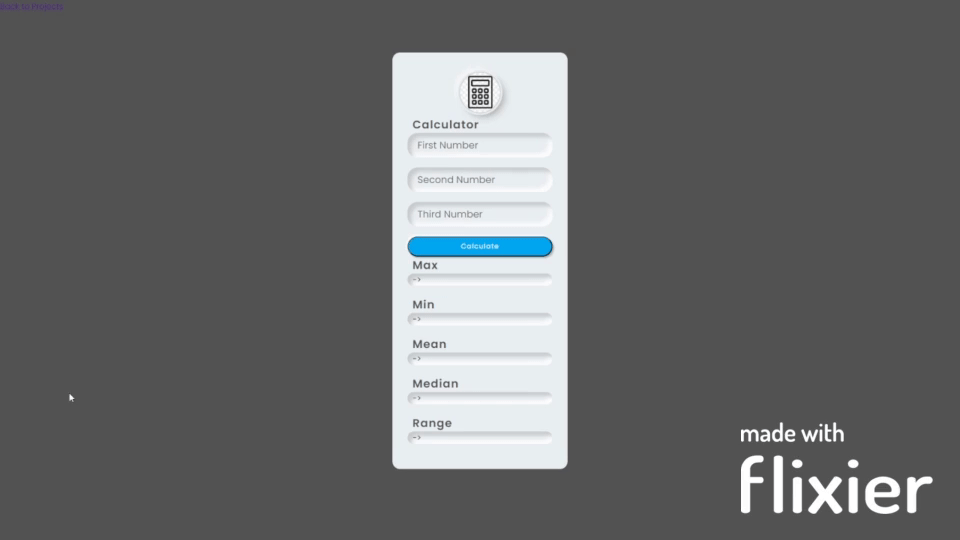 Back to Projects
Calculator
First Number
Second Number
Third Number
Calculate
Max
->
Min
->
Mean
->
Median
->
Range
->
made with
flixier